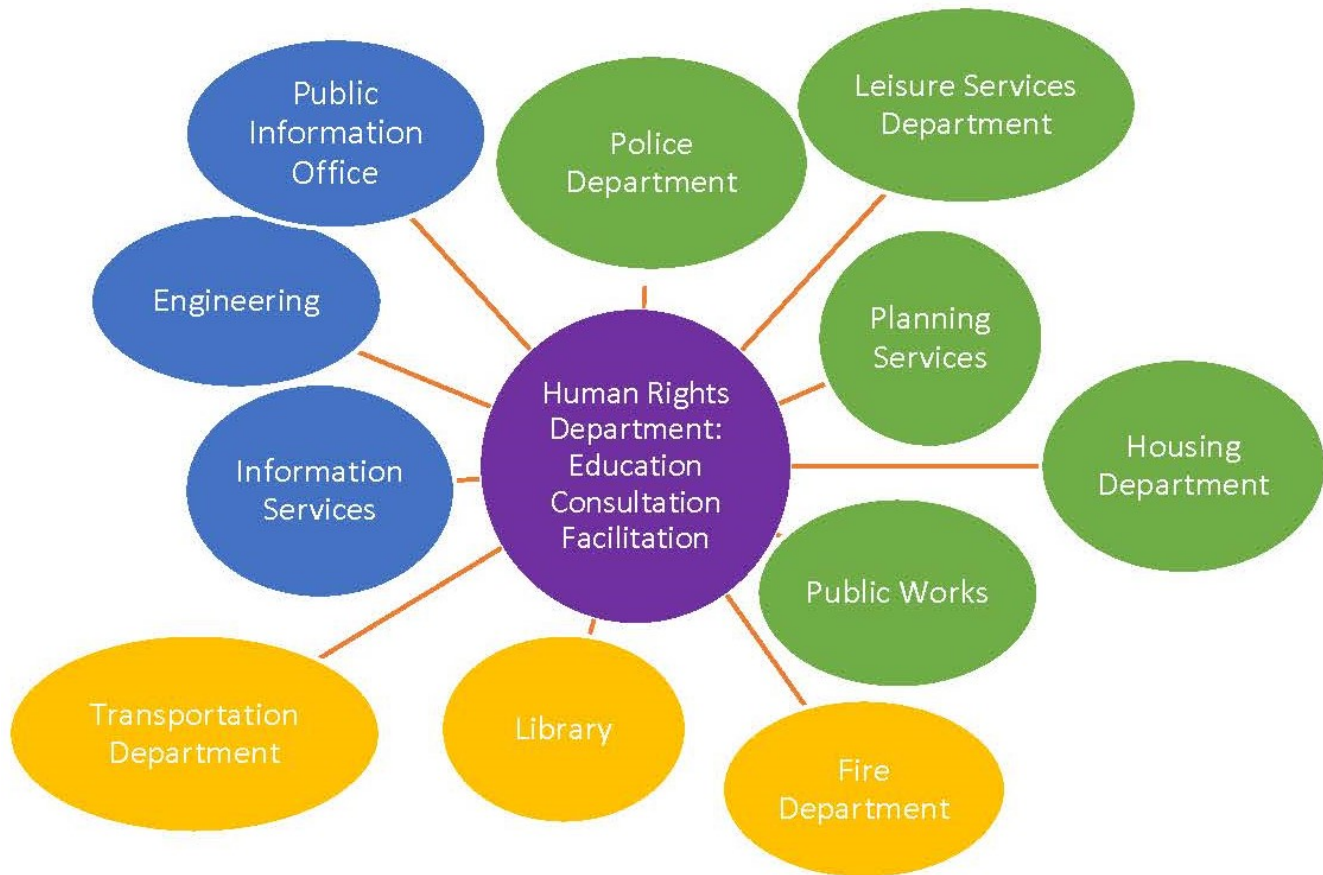 Public
Information
Office
Police
Department
Leisure Services
Department
Engineering
Planning
Services
Human Rights
Department:
Education
Consultation
Facilitation
Information
Services
Housing
Department
Public Works
Transportation
Department
Library
Fire
Department